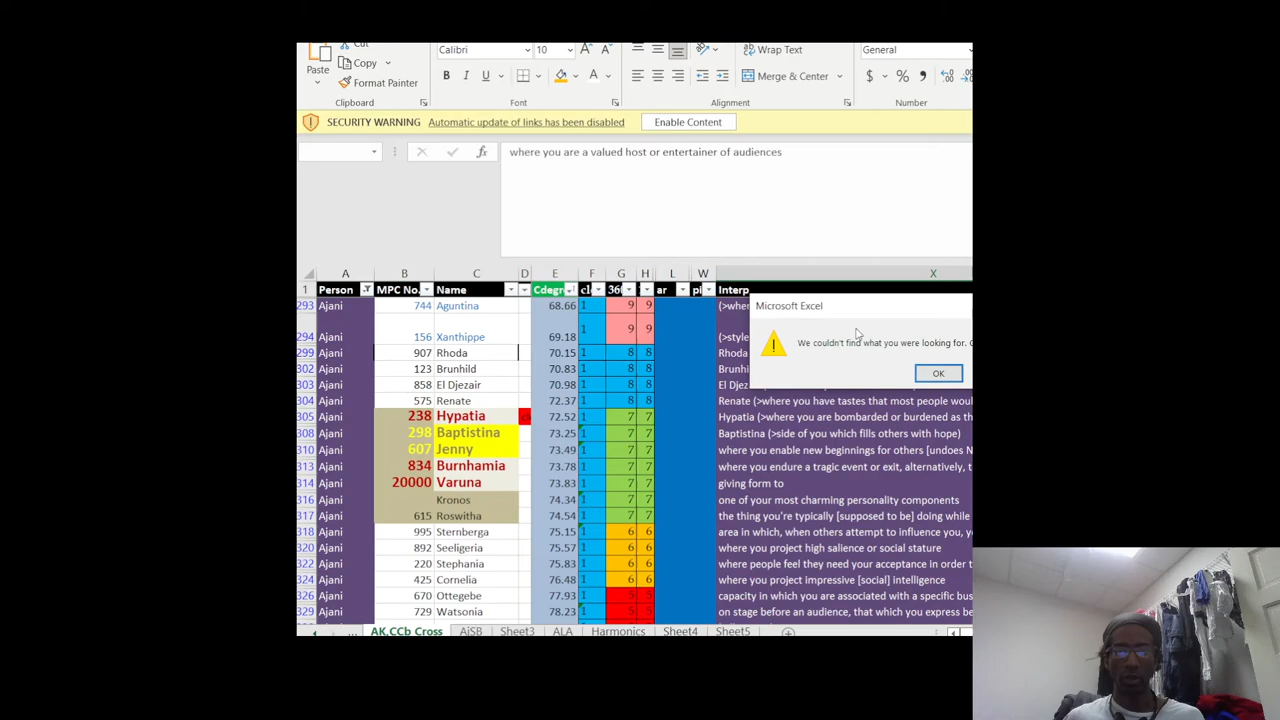 Cut
Calibri 10 A A Wrap Text General
Paste Copy
Format Painter B I U A Merge & Center $ % ,
Clipboard Font Alignment Number
SECURITY WARNING Automatic update of links has been disabled Enable Content
fx where you are a valued host or entertainer of audiences
A B C D E F G H L W X
1 Person MPC No. Name Cdegr 36 ar pi Interp
293 Ajani 744 Aguntina 68.66 1 9 9 (>whe
Microsoft Excel
294 Ajani 156 Xanthippe 69.18 1 9 9 (>style
We couldn't find what you were looking for.
299 Ajani 907 Rhoda 70.15 1 8 8 Rhoda
302 Ajani 123 Brunhild 70.83 1 8 8 Brunhi
OK
303 Ajani 858 El Djezair 70.98 1 8 8 El Djez
304 Ajani 575 Renate 72.37 1 8 8 Renate (>where you have tastes that most people would
305 Ajani 238 Hypatia 72.52 1 7 7 Hypatia (>where you are bombarded or burdened as th
308 Ajani 298 Baptistina 73.25 1 7 7 Baptistina (>side of you which fills others with hope)
310 Ajani 607 Jenny 73.49 1 7 7 where you enable new beginnings for others [undoes N
313 Ajani 834 Burnhamia 73.78 1 7 7 where you endure a tragic event or exit, alternatively, t
314 Ajani 20000 Varuna 73.83 1 7 7 giving form to
316 Ajani Kronos 74.34 1 7 7 one of your most charming personality components
317 Ajani 615 Roswitha 74.54 1 7 7 the thing you're typically [supposed to be] doing while
318 Ajani 995 Sternberga 75.15 1 6 6 area in which, when others attempt to influence you, y
320 Ajani 892 Seeligeria 75.57 1 6 6 where you project high salience or social stature
322 Ajani 220 Stephania 75.83 1 6 6 where people feel they need your acceptance in order t
324 Ajani 425 Cornelia 76.48 1 6 6 where you project impressive [social] intelligence
326 Ajani 670 Ottegebe 77.93 1 5 5 capacity in which you are associated with a specific bus
329 Ajani 729 Watsonia 78.23 1 5 5 on stage before an audience, that which you express be
... AK,CCb Cross AiSB Sheet3 ALA Harmonics Sheet4 Sheet5